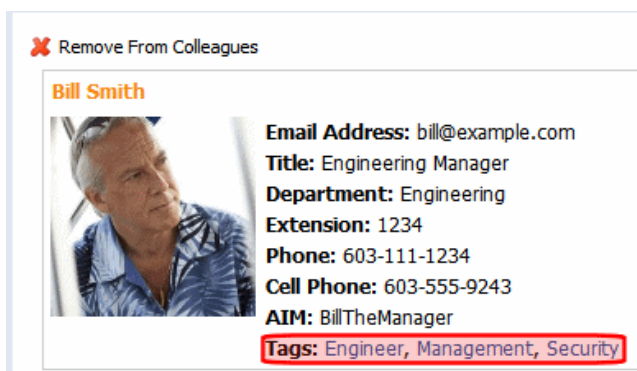 Remove From Colleagues
Bill Smith
Email Address: bill@example.com
Title: Engineering Manager
Department: Engineering
Extension: 1234
Phone: 603-111-1234
Cell Phone: 603-555-9243
AIM: BillTheManager
Tags: Engineer, Management, Security